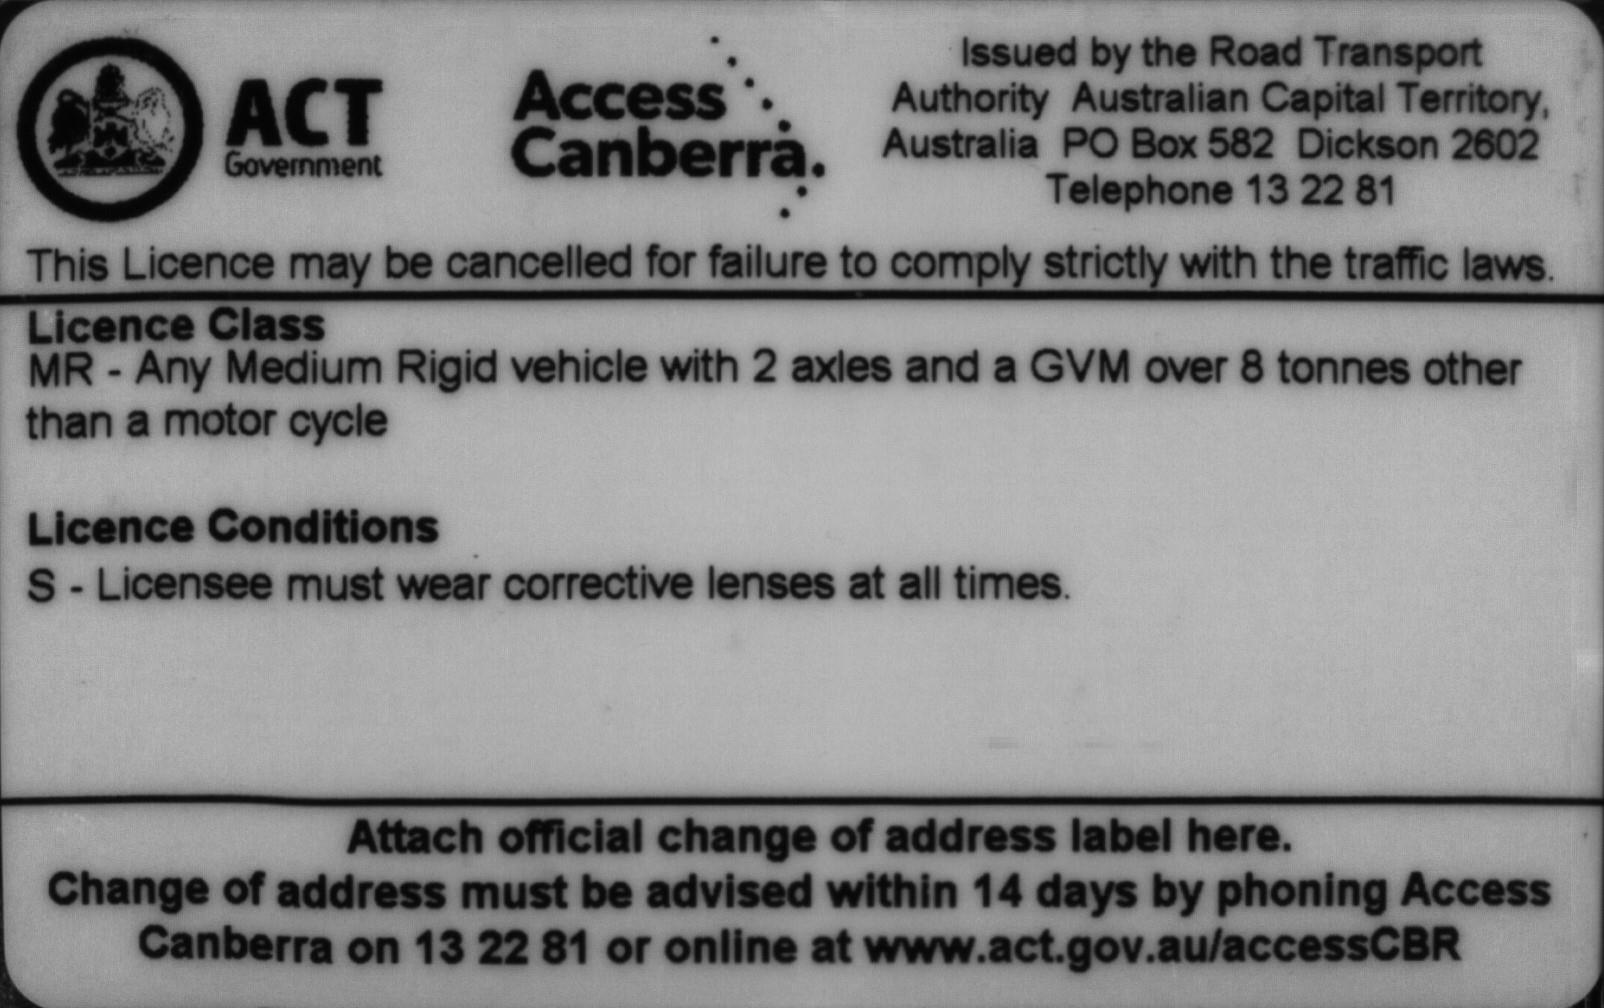 ACT
Government
Access
Canberra.
Issued by the Road Transport
Authority Australian Capital Territory,
Australia PO Box 582 Dickson 2602
Telephone 13 22 81
This Licence may be cancelled for failure to comply strictly with the traffic laws.
Licence Class
MR - Any Medium Rigid vehicle with 2 axles and a GVM over 8 tonnes other
than a motor cycle
Licence Conditions
S - Licensee must wear corrective lenses at all times.
Attach official change of address label here.
Change of address must be advised within 14 days by phoning Access
Canberra on 13 22 81 or online at www.act.gov.au/accessCBR